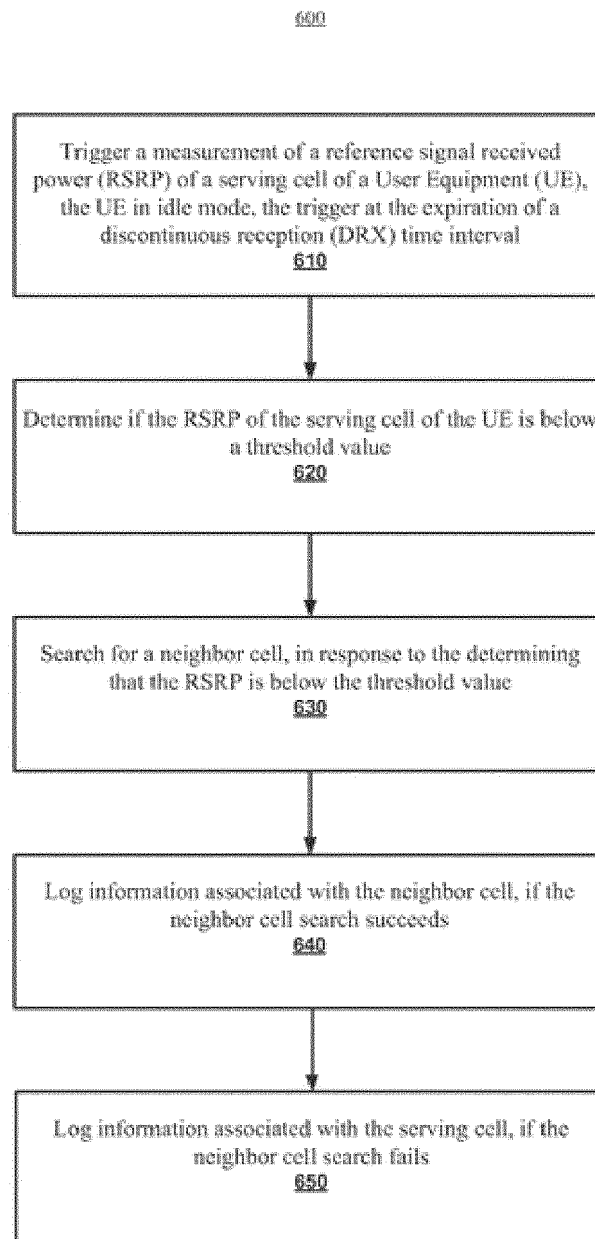 600
Trigger a measurement of a reference signal received
power (RSRP) of a serving cell of a User Equipment (UE),
the UE in idle mode, the trigger at the expiration of a
discontinuous reception (DRX) time interval
610
Determine if the RSRP of the serving cell of the UE is below
a threshold value
620
Search for a neighbor cell, in response to the determining
that the RSRP is below the threshold value
630
Log information associated with the neighbor cell, if the
neighbor cell search succeeds
640
Log information associated with the serving cell, if the
neighbor cell search fails
650